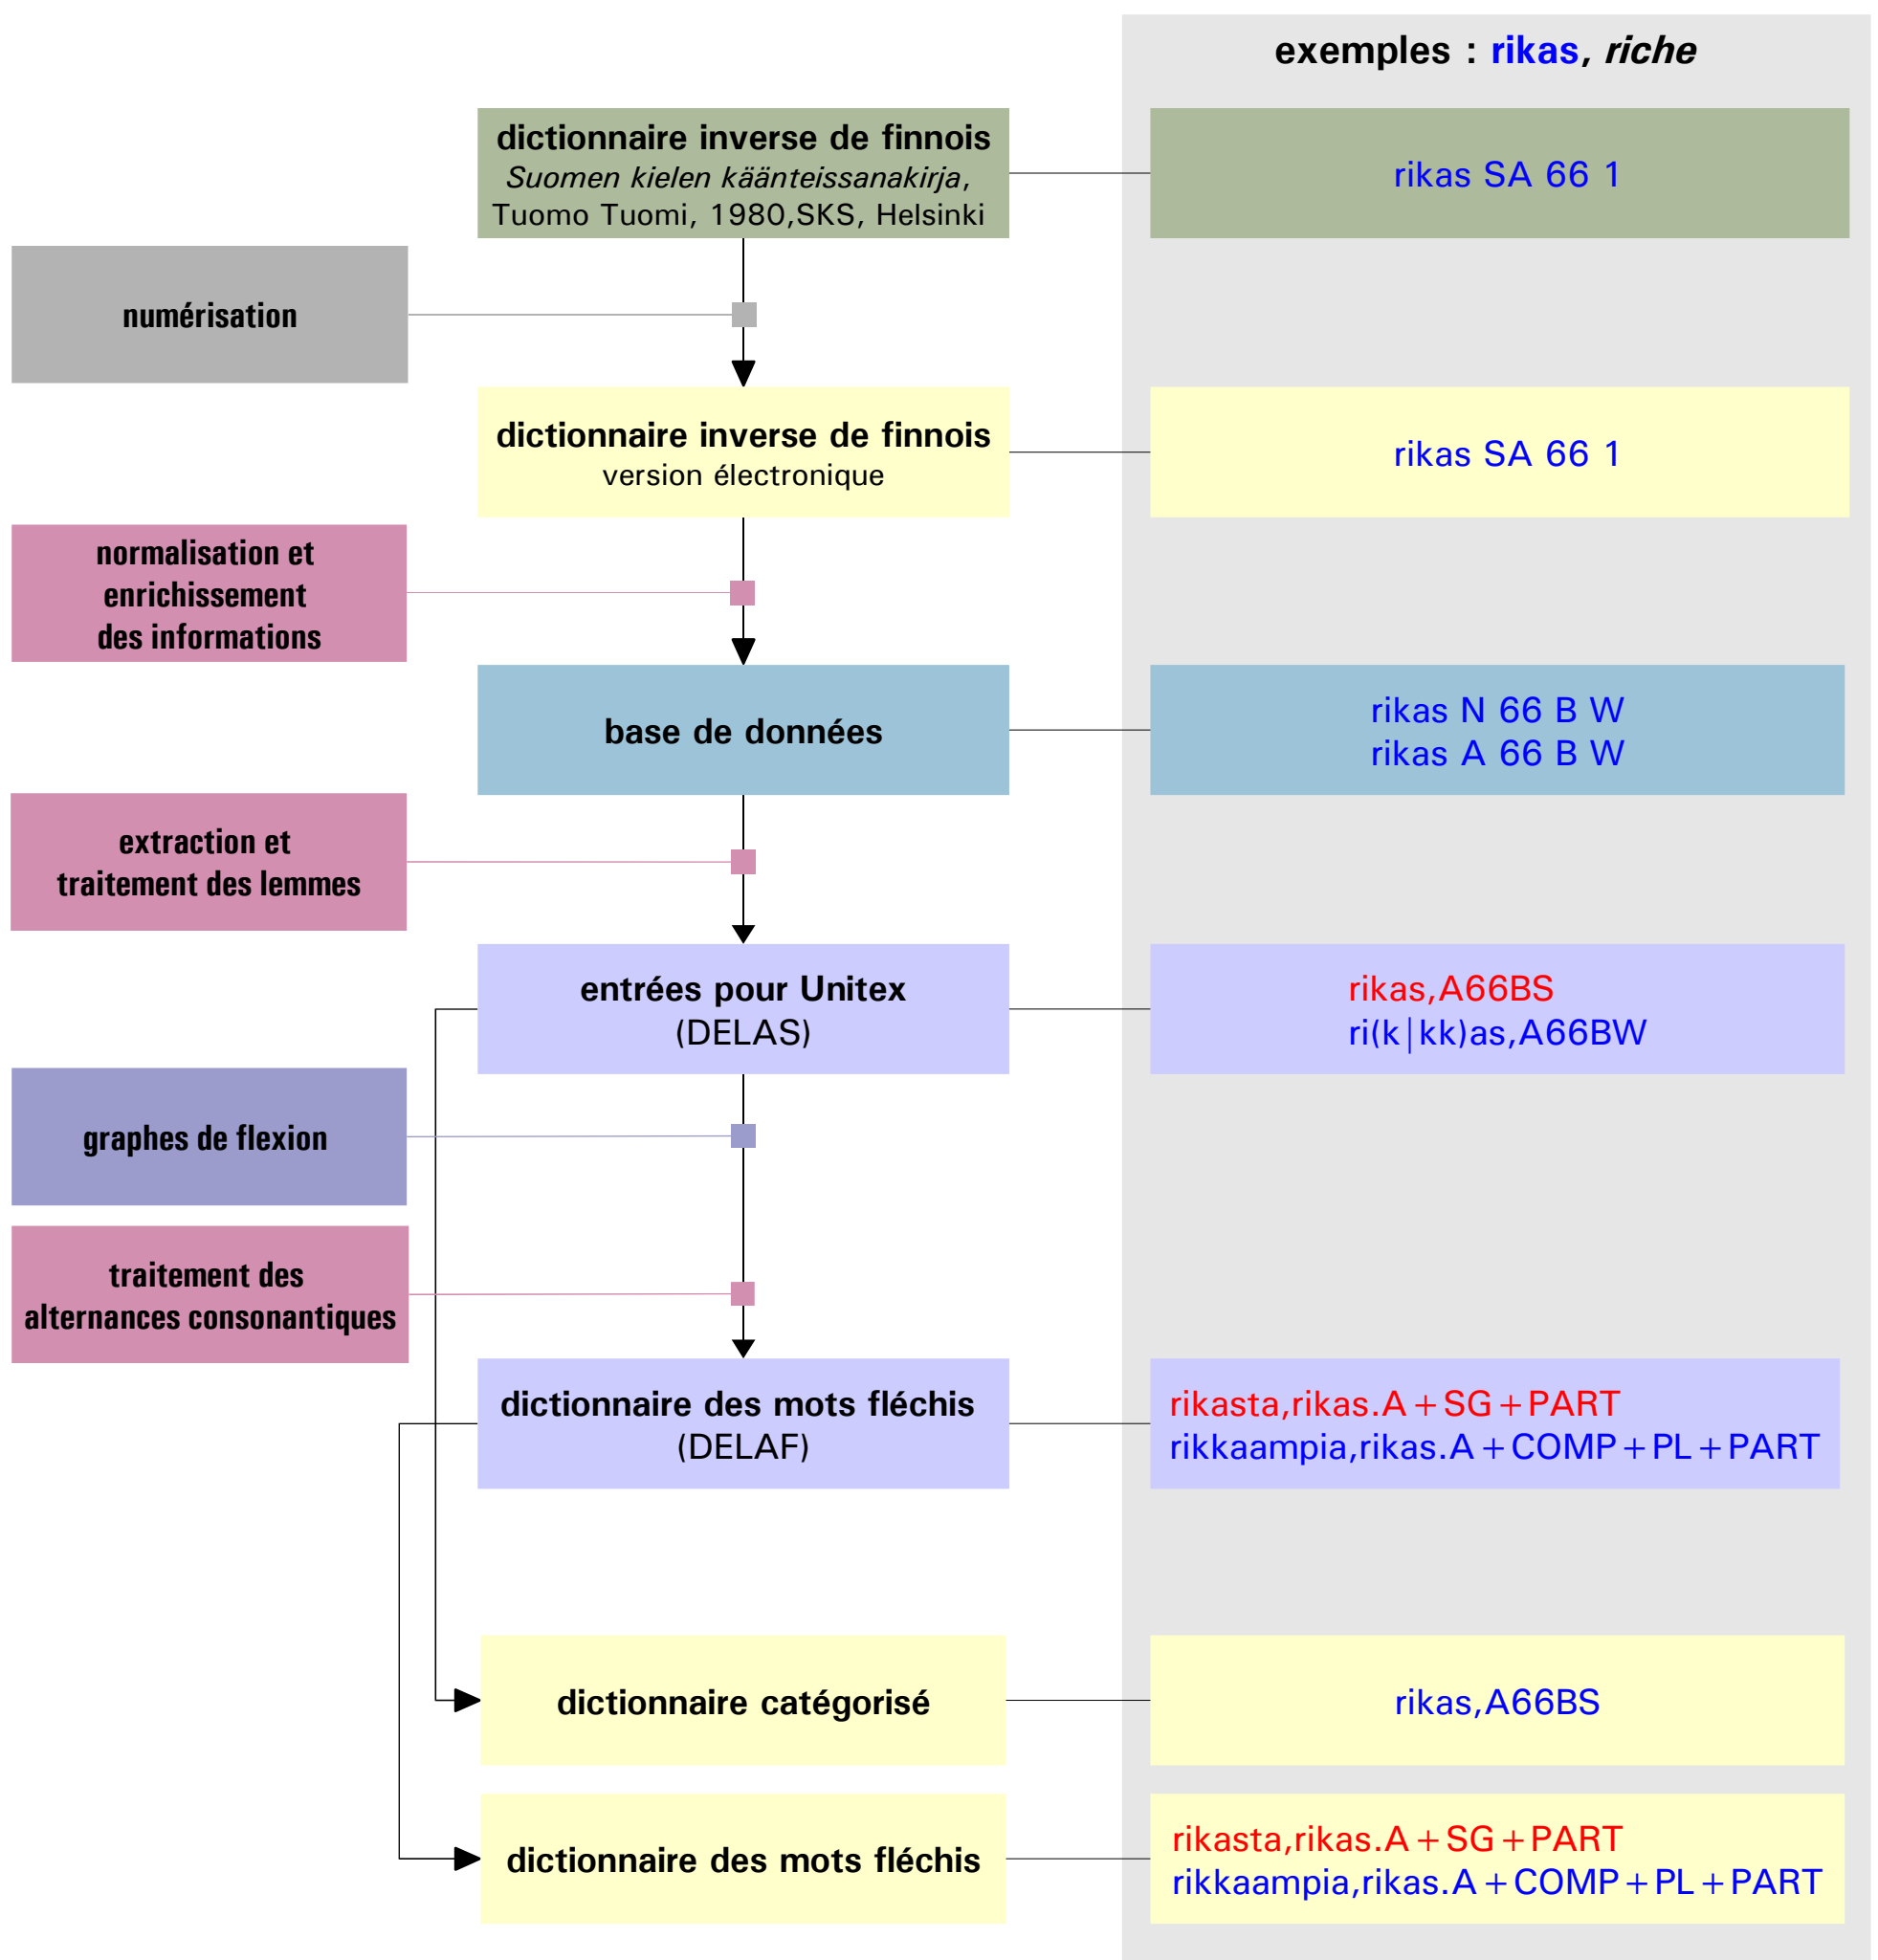 exemples : rikas, riche
dictionnaire inverse de finnois
Suomen kielen käänteissanakirja,
Tuomo Tuomi, 1980,SKS, Helsinki
rikas SA 66 1
numérisation
dictionnaire inverse de finnois
version électronique
rikas SA 66 1
normalisation et
enrichissement
des informations
base de données
rikas N 66 B W
rikas A 66 B W
extraction et
traitement des lemmes
entrées pour Unitex
(DELAS)
rikas,A66BS
ri(k|kk)as,A66BW
graphes de flexion
traitement des
alternances consonantiques
dictionnaire des mots fléchis
(DELAF)
rikasta,rikas.A+SG+PART
rikkaampia,rikas.A+COMP+PL+PART
dictionnaire catégorisé
rikas,A66BS
dictionnaire des mots fléchis
rikasta,rikas.A+SG+PART
rikkaampia,rikas.A+COMP+PL+PART